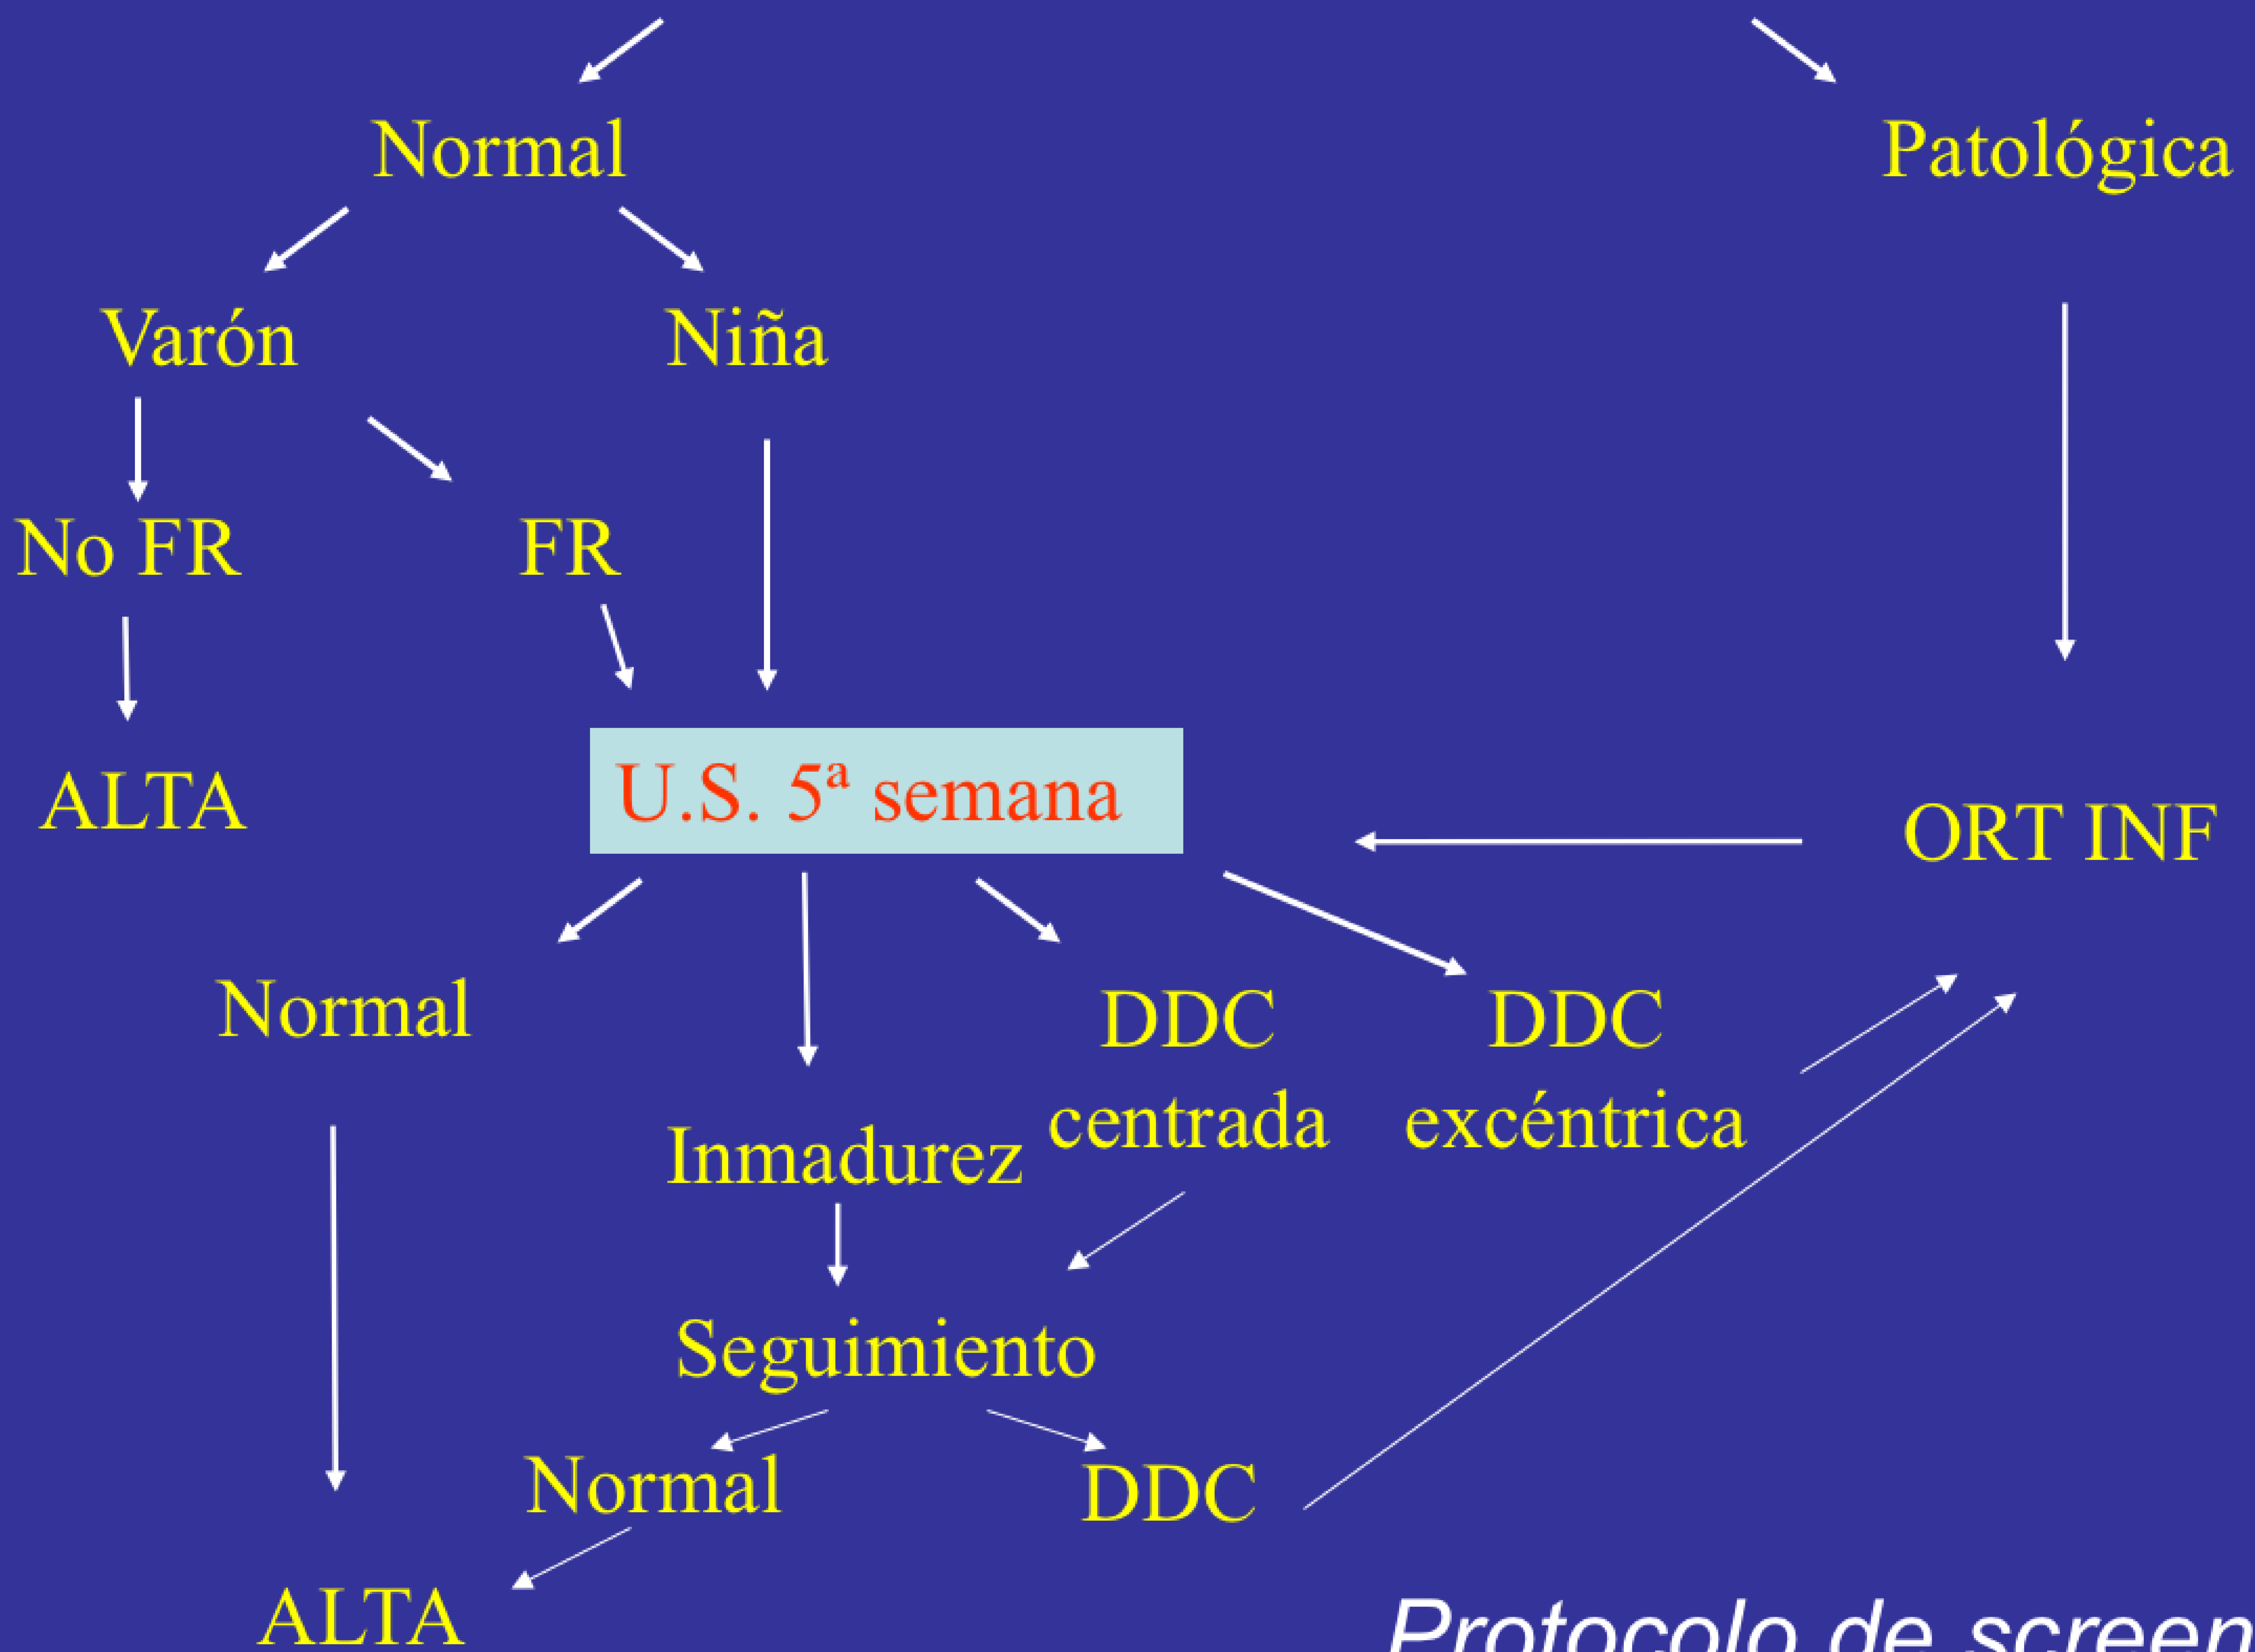 Normal
Patológica
Varón
Niña
No FR
FR
ALTA
U.S. 5ª semana
ORT INF
Normal
DDC
centrada
DDC
excéntrica
Inmadurez
Seguimiento
Normal
DDC
ALTA
Protocolo de screen